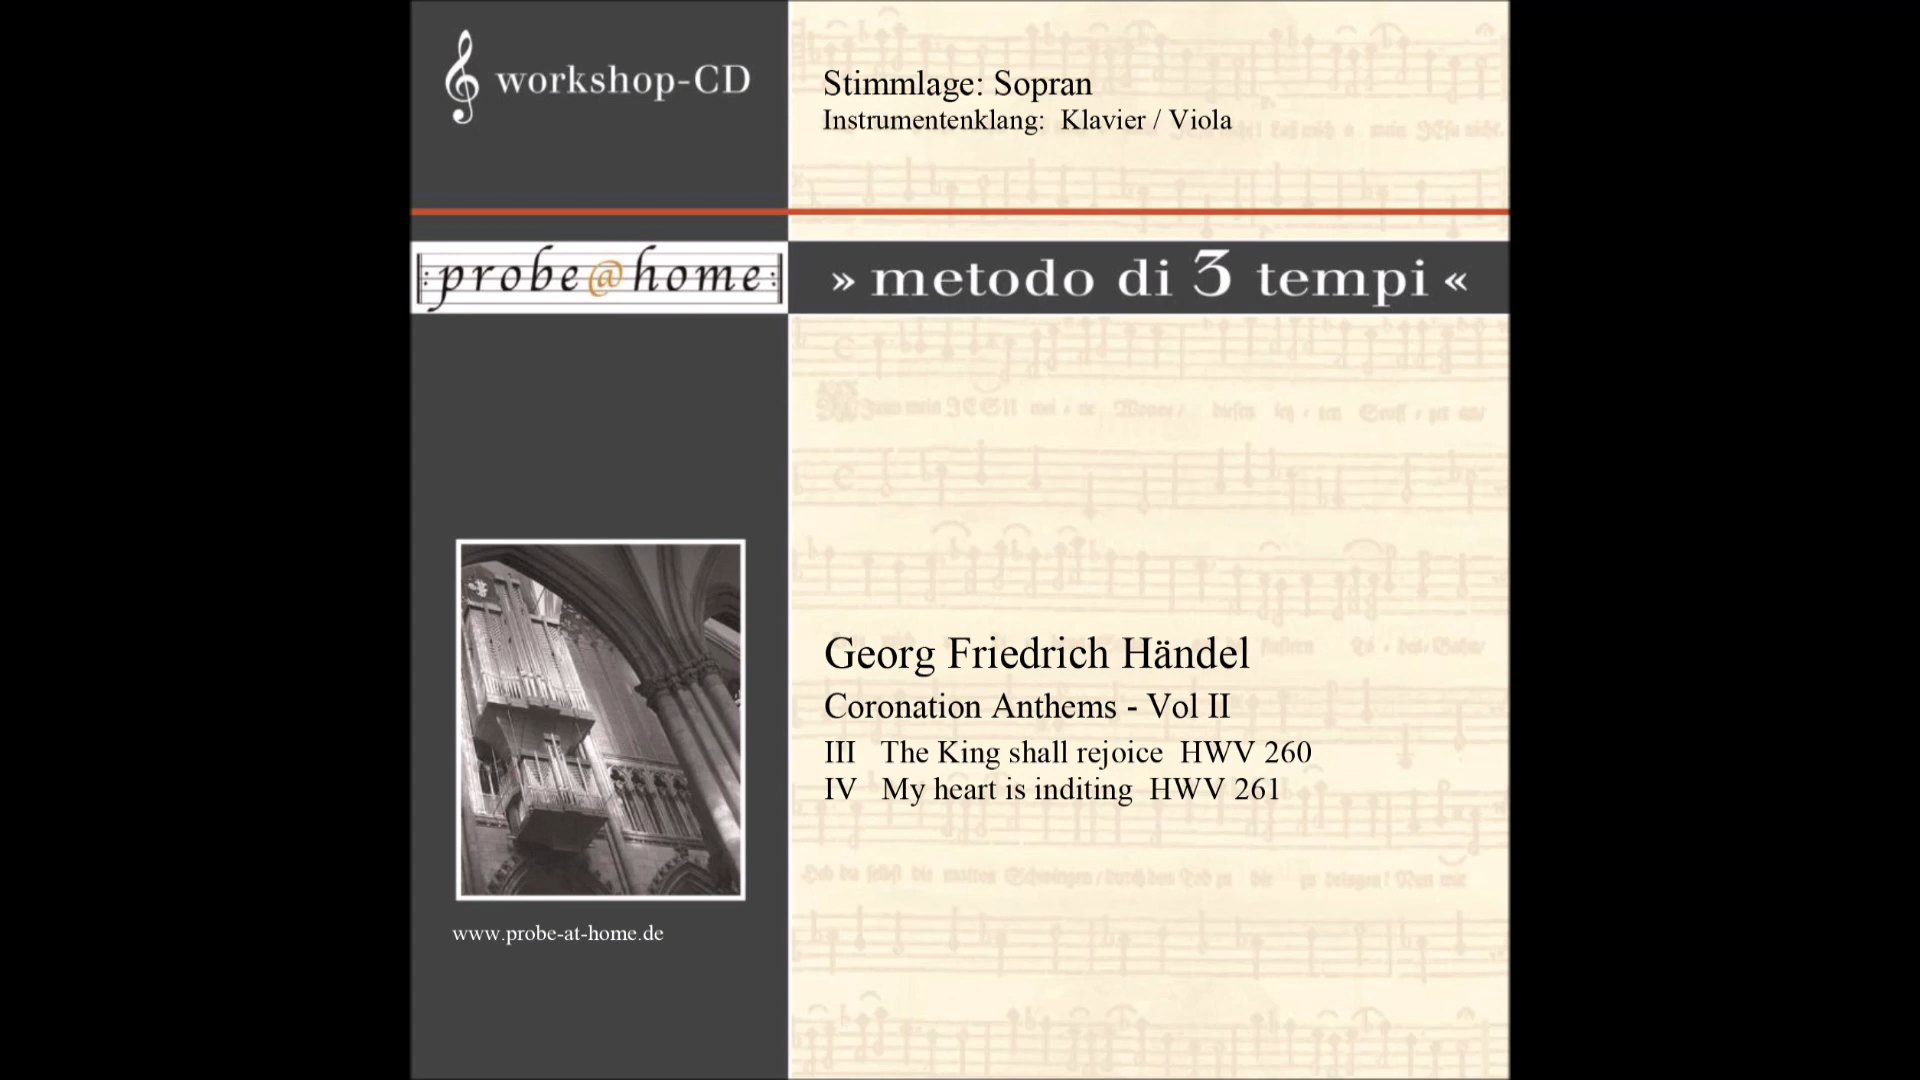 workshop-CD
Stimmlage: Sopran
Instrumentenklang: Klavier / Viola
probe@home
» metodo di 3 tempi «
Georg Friedrich Händel
Coronation Anthems - Vol II
III The King shall rejoice HWV 260
IV My heart is inditing HWV 261
www.probe-at-home.de